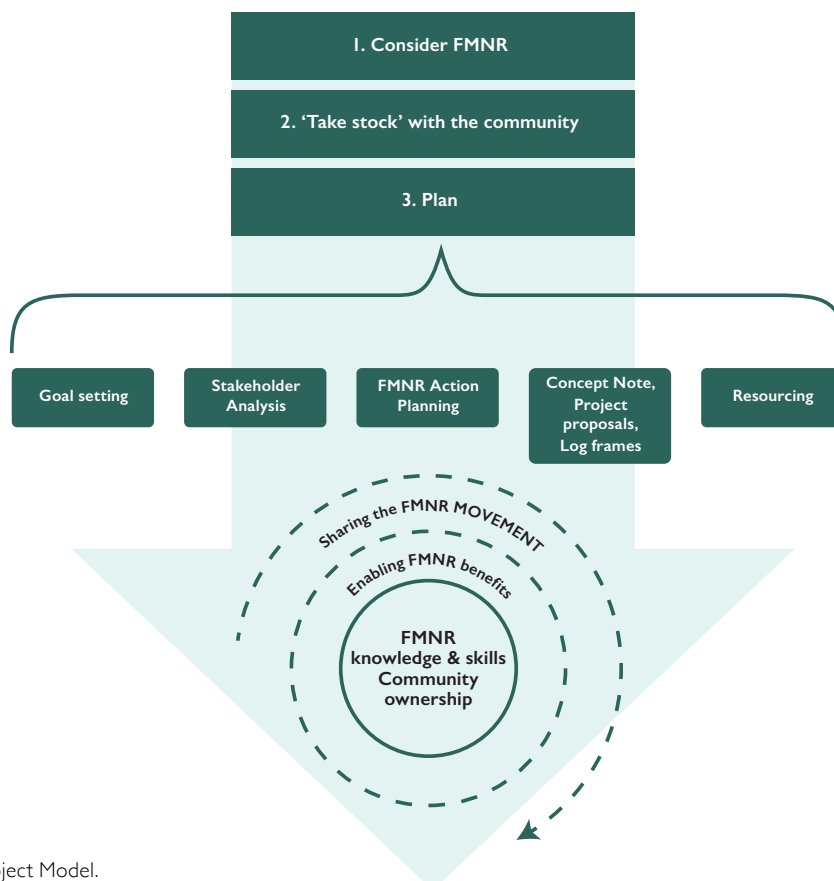 1. Consider FMNR
2. ‘Take stock’ with the community
3. Plan
Goal setting
Stakeholder
Analysis
FMNR Action
Planning
Concept Note,
Project
proposals,
Log frames
Resourcing
Sharing the FMNR MOVEMENT
Enabling FMNR benefits
FMNR
knowledge & skills
Community
ownership
ject Model.